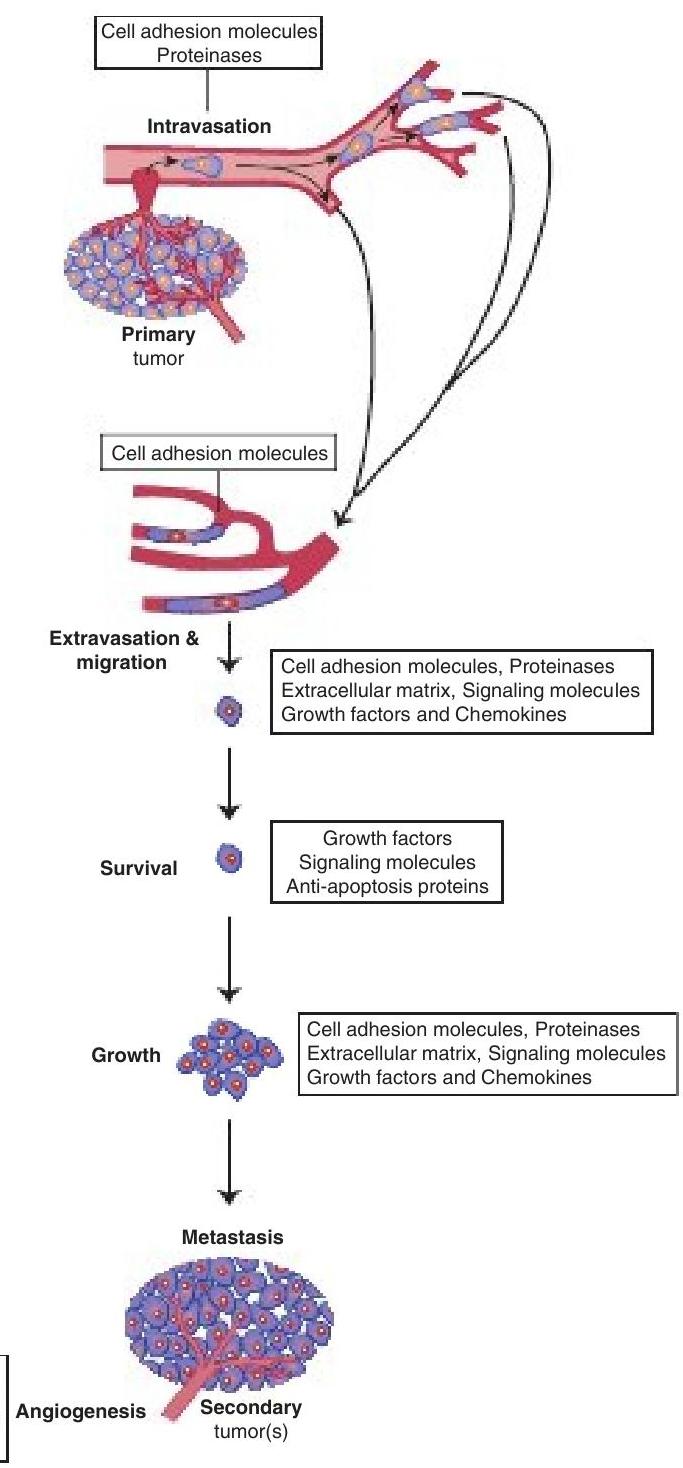 Cell adhesion molecules
Proteinases
Intravasation
Primary
tumor
Cell adhesion molecules
Extravasation &
migration
Cell adhesion molecules, Proteinases
Extracellular matrix, Signaling molecules
Growth factors and Chemokines
Survival
Growth factors
Signaling molecules
Anti-apoptosis proteins
Growth
Cell adhesion molecules, Proteinases
Extracellular matrix, Signaling molecules
Growth factors and Chemokines
Metastasis
Angiogenesis
Secondary
tumor(s)